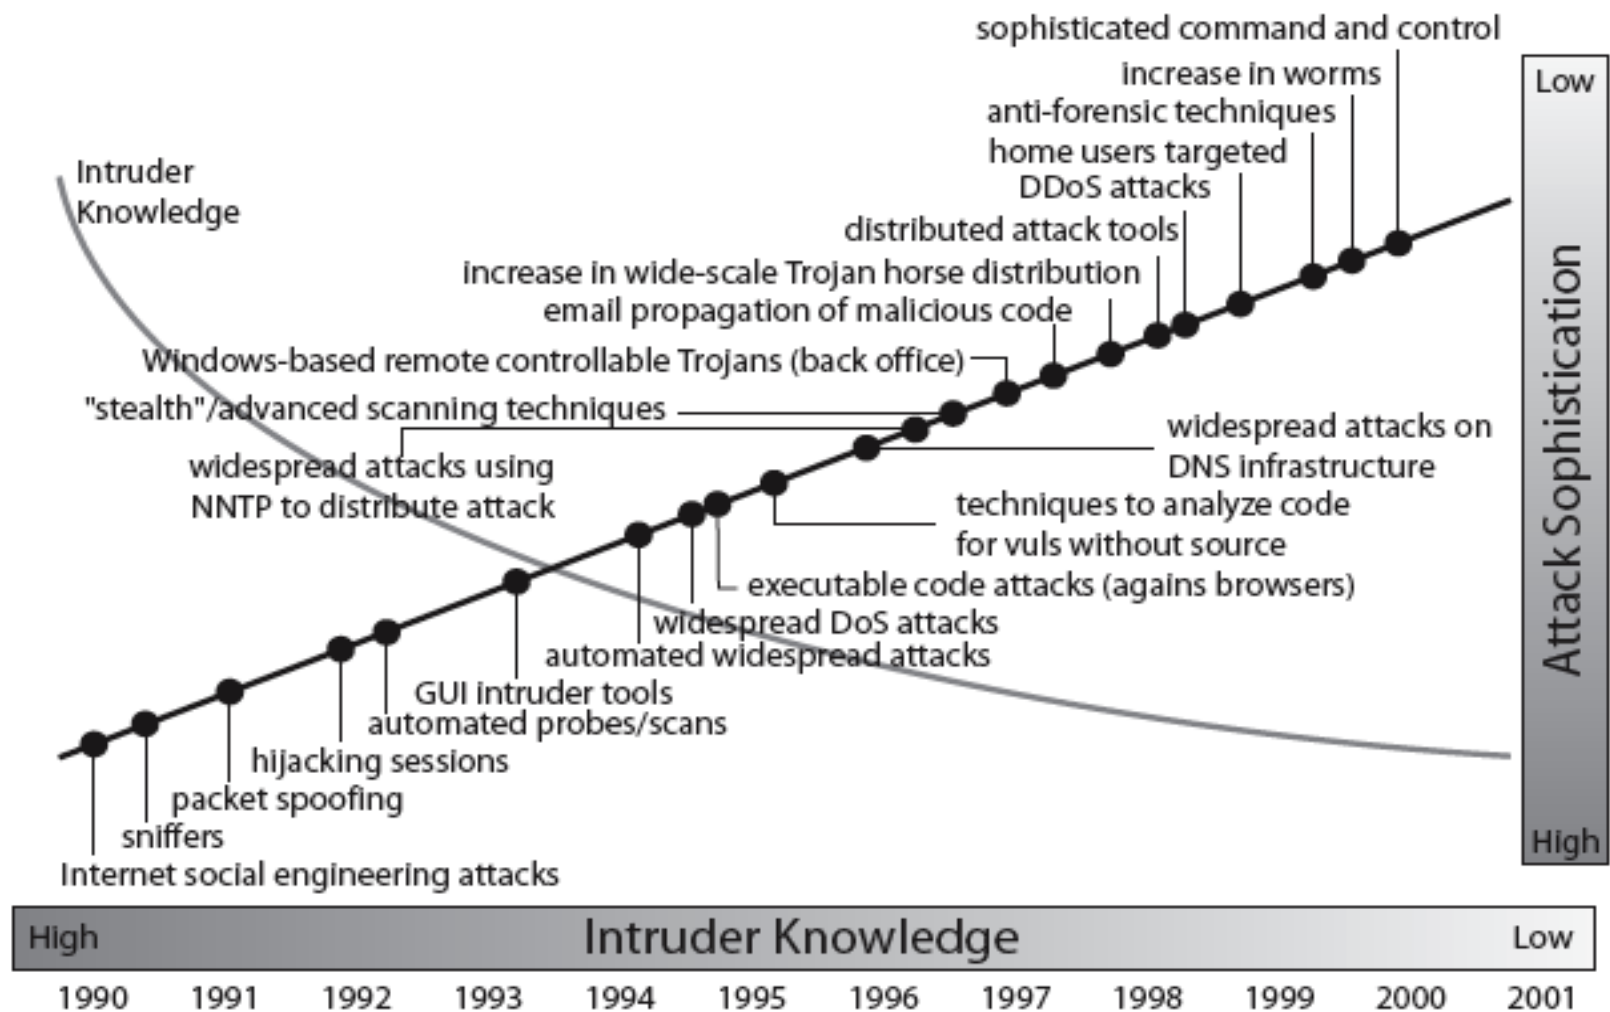 sophisticated command and control
increase in worms
anti-forensic techniques
home users targeted
DDoS attacks
distributed attack tools
increase in wide-scale Trojan horse distribution
email propagation of malicious code
Windows-based remote controllable Trojans (back office)
"stealth"/advanced scanning techniques
widespread attacks using
NNTP to distribute attack
Intruder
Knowledge
widespread attacks on
DNS infrastructure
techniques to analyze code
for vuls without source
executable code attacks (agains browsers)
widespread DoS attacks
automated widespread attacks
GUI intruder tools
automated probes/scans
hijacking sessions
packet spoofing
sniffers
Internet social engineering attacks
Low
Attack Sophistication
High
High Intruder Knowledge Low
1990 1991 1992 1993 1994 1995 1996 1997 1998 1999 2000 2001